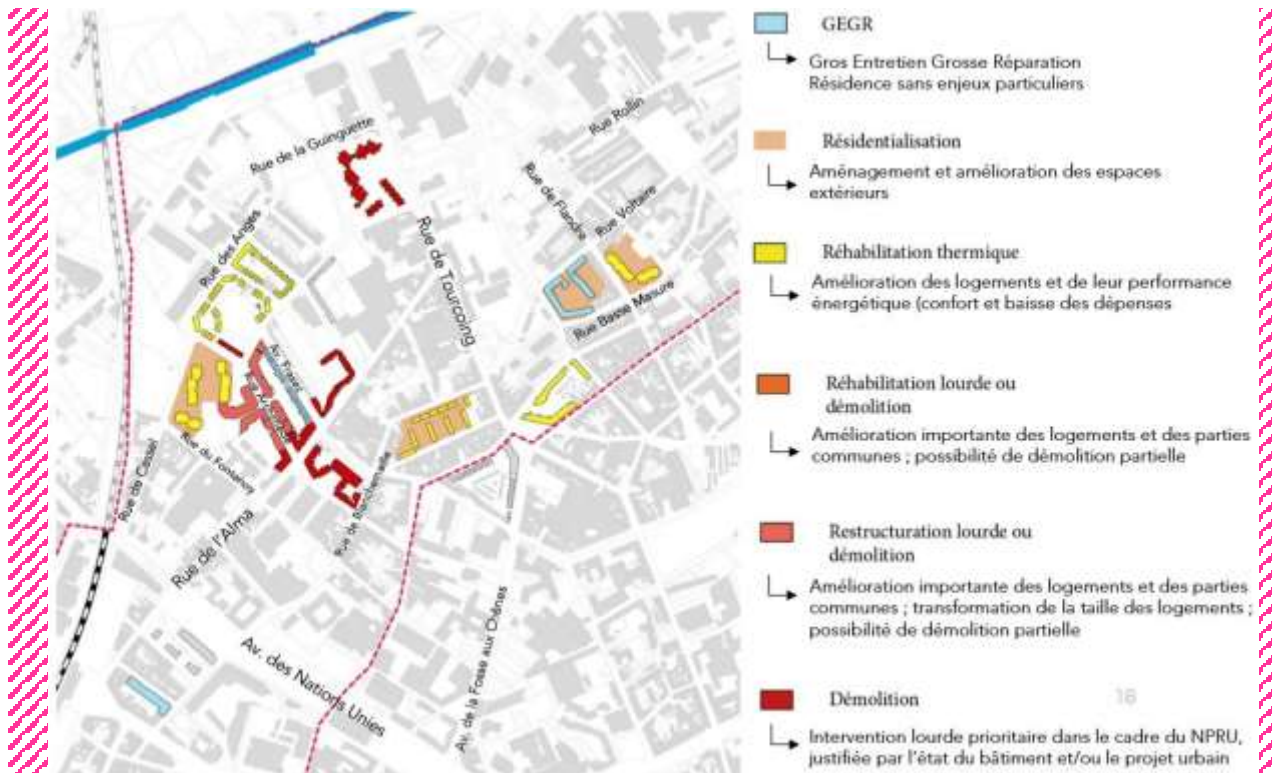 Rue de la Guinguette
Rue Rollin
Rue de Flandre
Rue Voltaire
Rue des Anges
Rue de Tourcoing
Rue Basse Masure
Av. Frasez
Rue de Cassel
Rue du Fontenoy
Rue de Blanchemaille
Rue de l'Alma
Av. des Nations Unies
Av. de la Fosse aux Chênes
GEGR
Gros Entretien Grosse Réparation
Résidence sans enjeux particuliers
Résidentialisation
Aménagement et amélioration des espaces
extérieurs
Réhabilitation thermique
Amélioration des logements et de leur performance
énergétique (confort et baisse des dépenses
Réhabilitation lourde ou
démolition
Amélioration importante des logements et des parties
communes ; possibilité de démolition partielle
Restructuration lourde ou
démolition
Amélioration importante des logements et des parties
communes ; transformation de la taille des logements ;
possibilité de démolition partielle
Démolition
18
Intervention lourde prioritaire dans le cadre du NPRU,
justifiée par l'état du bâtiment et/ou le projet urbain